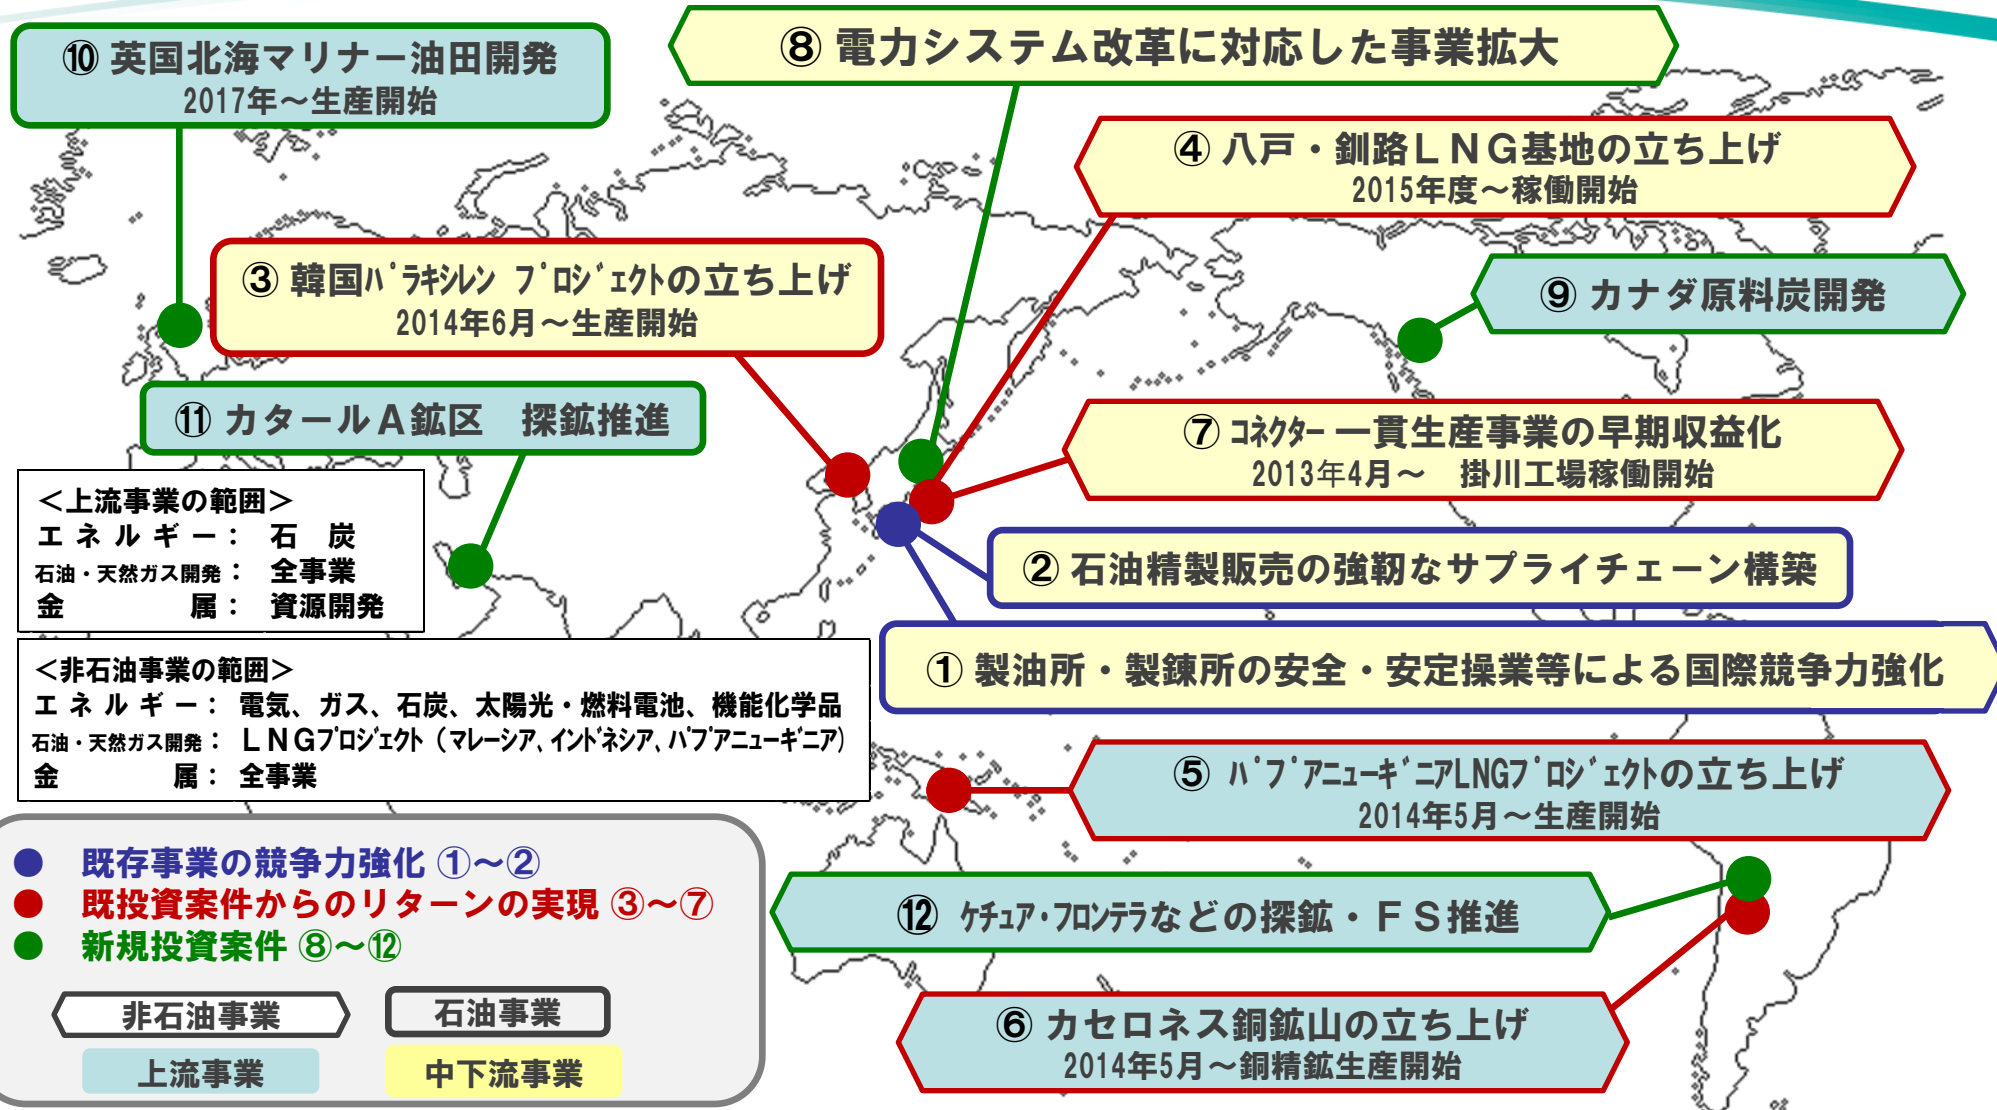 ⑩ 英国北海マリナー油田開発
2017年～生産開始
⑧ 電力システム改革に対応した事業拡大
④ 八戸・釧路ＬＮＧ基地の立ち上げ
2015年度～稼働開始
③ 韓国ﾊﾟﾗｷｼﾚﾝ ﾌﾟﾛｼﾞｪｸﾄの立ち上げ
2014年6月～生産開始
⑨ カナダ原料炭開発
⑪ カタールＡ鉱区　探鉱推進
⑦ ｺﾈｸﾀｰ 一貫生産事業の早期収益化
2013年4月～　掛川工場稼働開始
＜上流事業の範囲＞
エ ネ ル ギ ー： 石　炭
石油・天然ガス開発： 全事業
金　　　　　属： 資源開発
② 石油精製販売の強靭なサプライチェーン構築
① 製油所・製錬所の安全・安定操業等による国際競争力強化
＜非石油事業の範囲＞
エ ネ ル ギ ー： 電気、ガス、石炭、太陽光・燃料電池、機能化学品
石油・天然ガス開発： ＬＮＧﾌﾟﾛｼﾞｪｸﾄ（ﾏﾚｰｼｱ、ｲﾝﾄﾞﾈｼｱ、ﾊﾟﾌﾟｱﾆｭｰｷﾞﾆｱ）
金　　　　　属： 全事業
⑤ ﾊﾟﾌﾟｱﾆｭｰｷﾞﾆｱLNGﾌﾟﾛｼﾞｪｸﾄの立ち上げ
2014年5月～生産開始
● 既存事業の競争力強化 ①～②
● 既投資案件からのリターンの実現 ③～⑦
● 新規投資案件 ⑧～⑫
非石油事業
石油事業
上流事業
中下流事業
⑫ ｹﾁｭｱ・ﾌﾛﾝﾃﾗなどの探鉱・ＦＳ推進
⑥ カセロネス銅鉱山の立ち上げ
2014年5月～銅精鉱生産開始